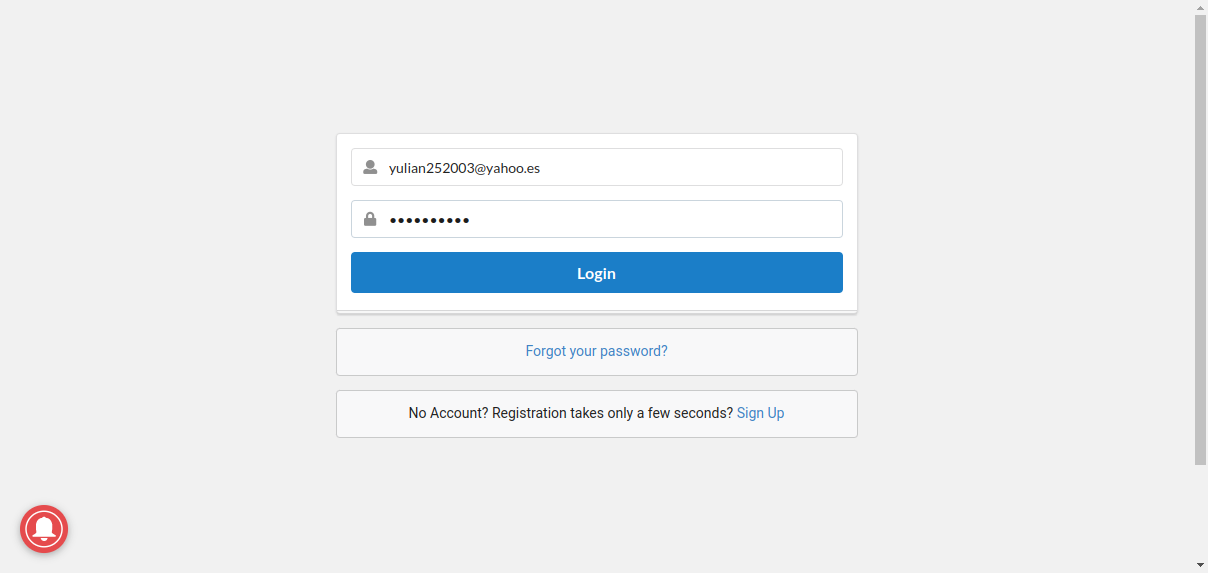 yulian252003@yahoo.es
••••••••••
Login
Forgot your password?
No Account? Registration takes only a few seconds? Sign Up